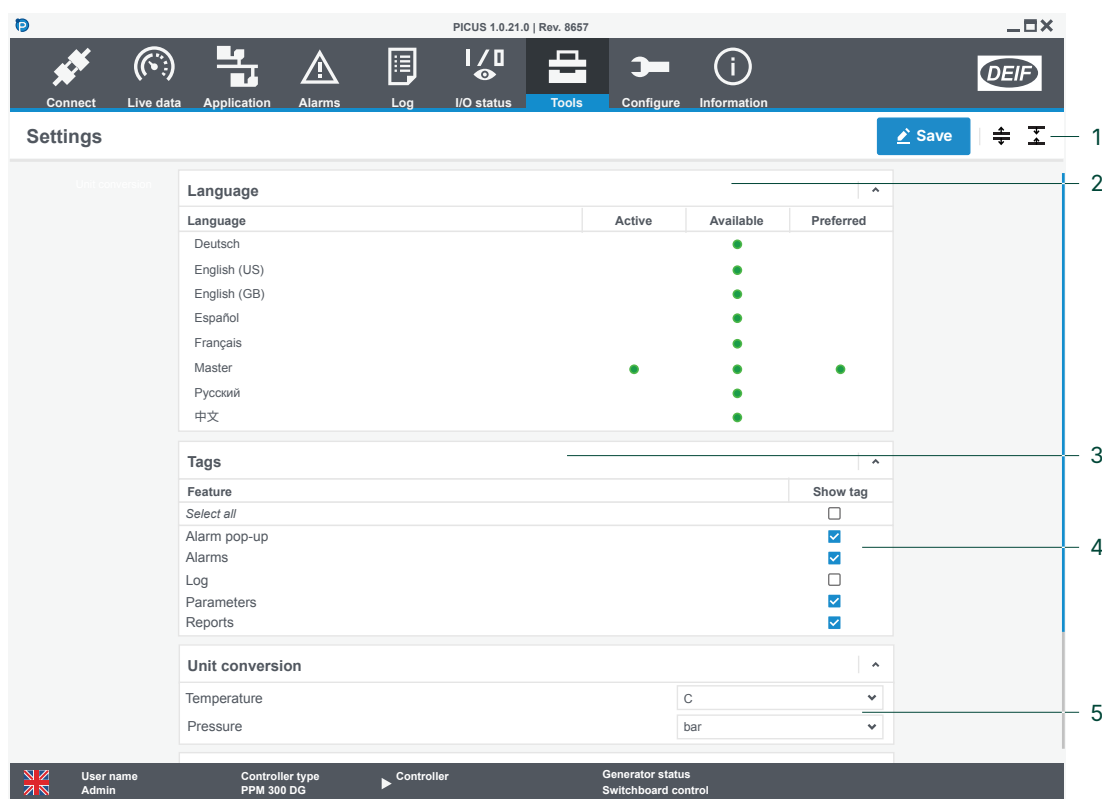 PICUS 1.0.21.0 | Rev. 8657
Connect Live data Application Alarms Log I/O status Tools Configure Information
DEIF
Settings
Save
1
Unit conversion
2
Language
Language Active Available Preferred
Deutsch
English (US)
English (GB)
Español
Français
Master
Русский
中文
3
Tags
Feature Show tag
Select all
Alarm pop-up
4
Alarms
Log
Parameters
Reports
Unit conversion
Temperature C
5
Pressure bar
User name Controller type Controller Generator status
Admin PPM 300 DG Switchboard control